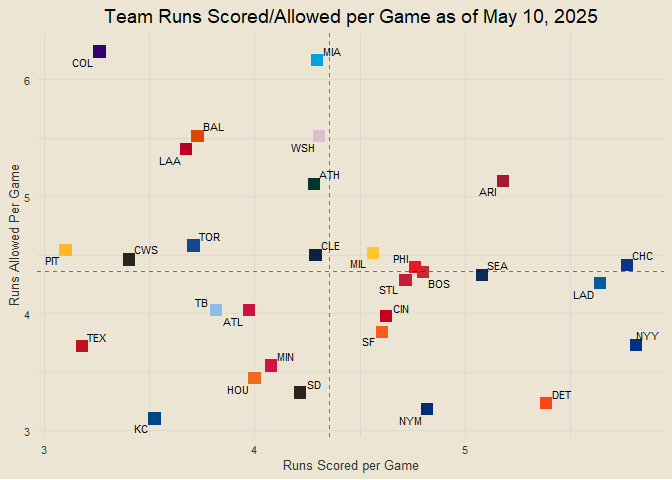 Team Runs Scored/Allowed per Game as of May 10, 2025
COL
MIA
6
BAL
WSH
LAA
ATH
ARI
5
Runs Allowed Per Game
TOR
CWS
CLE
PIT
MIL
PHI
STL
BOS
SEA
CHC
LAD
TB
ATL
CIN
SF
4
TEX
NYY
MIN
HOU
SD
DET
NYM
KC
3
3
4
5
Runs Scored per Game